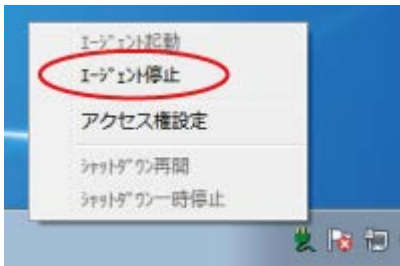 ｴｰｼﾞｪﾝﾄ起動
ｴｰｼﾞｪﾝﾄ停止
アクセス権設定
ｼｬｯﾄﾀﾞｳﾝ再開
ｼｬｯﾄﾀﾞｳﾝ一時停止